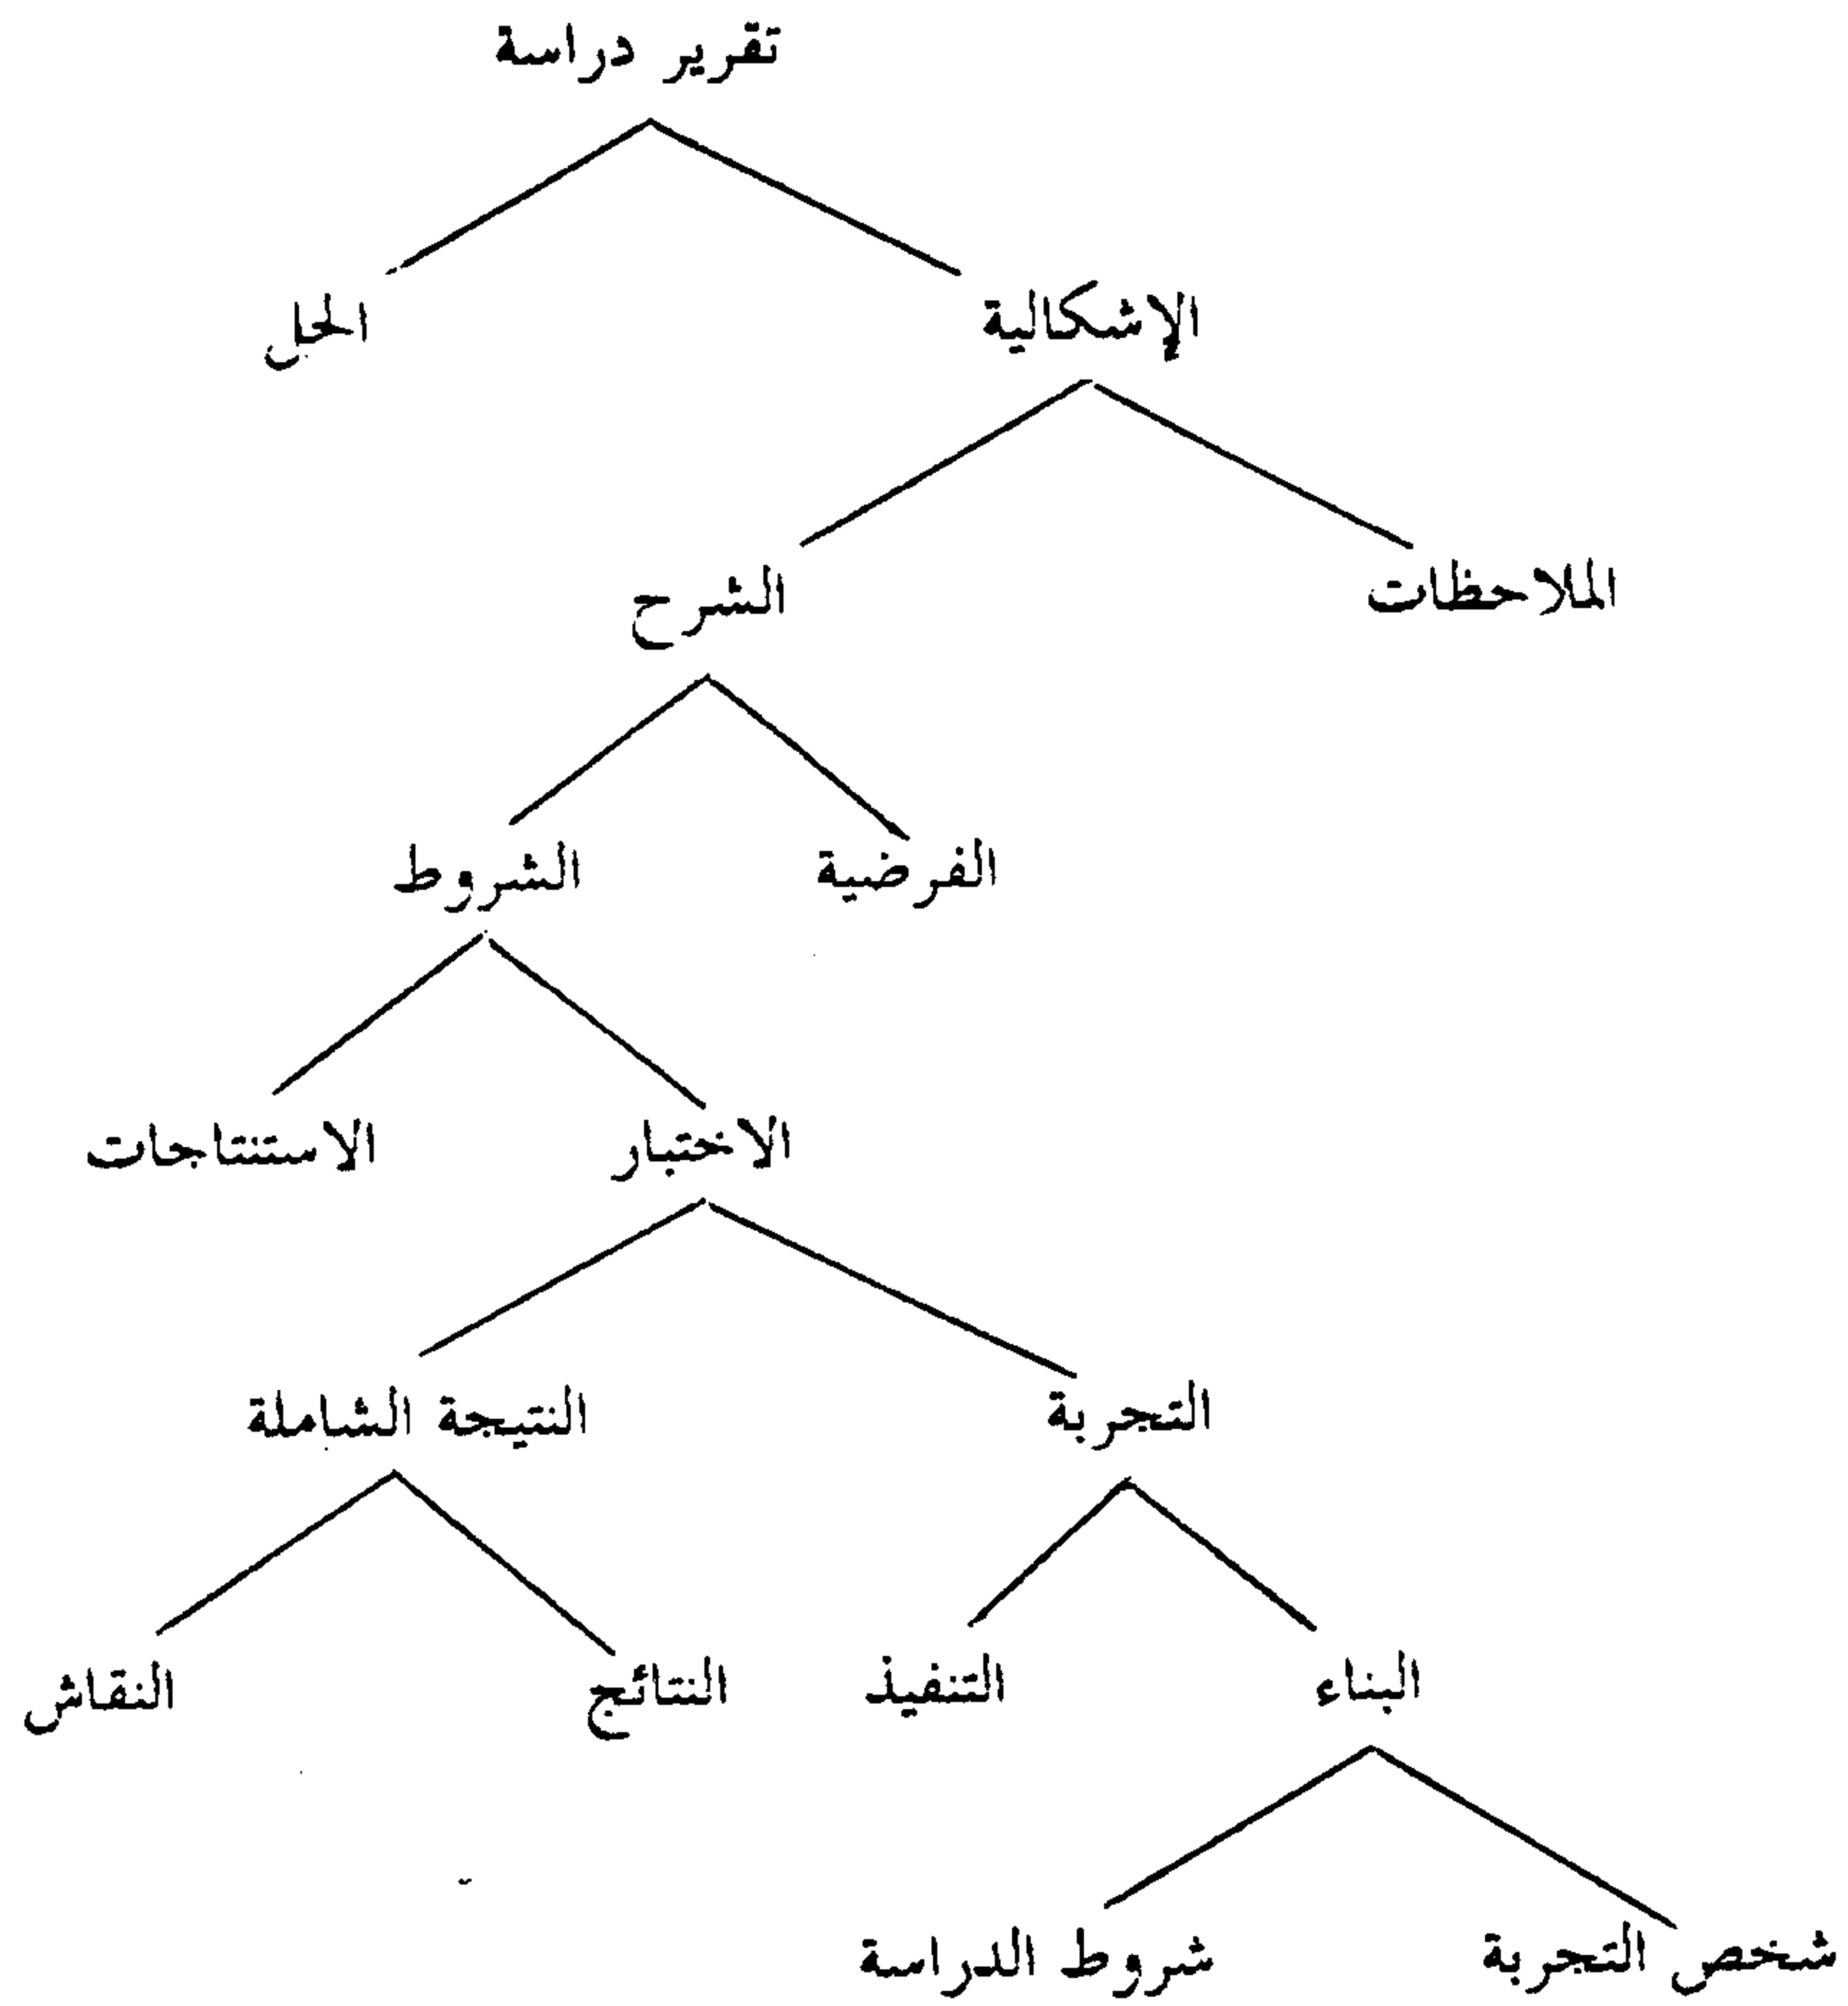 تقرير دراسة
الإشكالية الحل
الملاحظات الشرح
الفرضية الشروط
الاختبار الاستنتاجات
التجربة النتيجة الشاملة
البناء التنفيذ النتائج النقاش
شخص التجربة شروط الدراسة